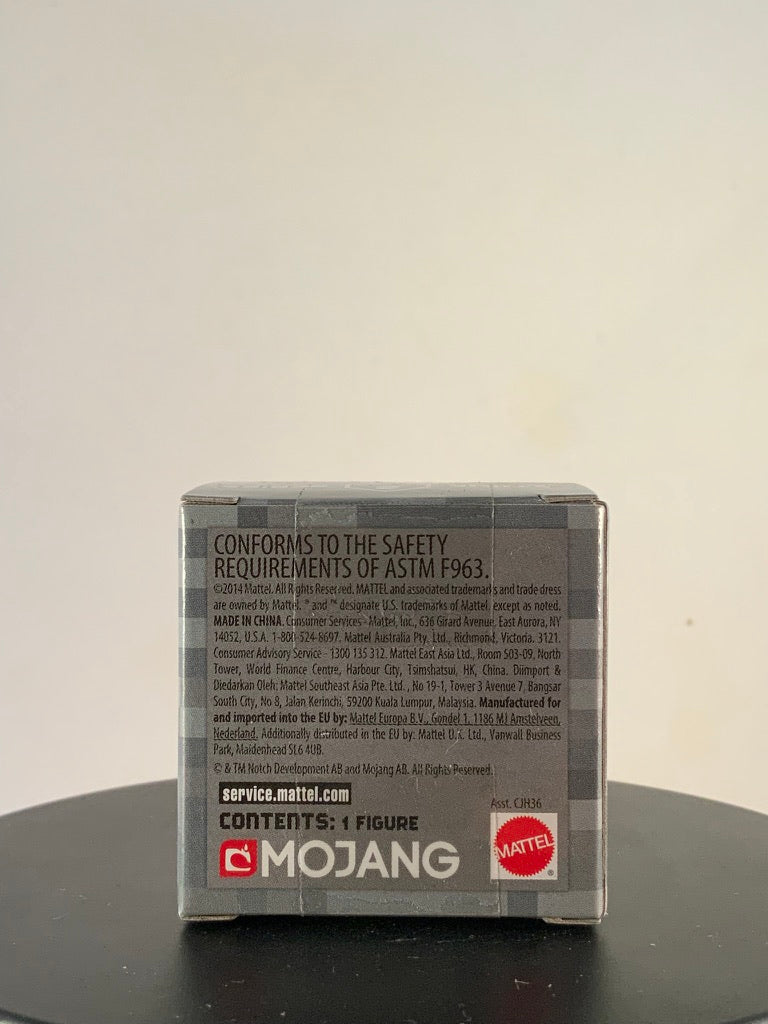 CONFORMS TO THE SAFETY
REQUIREMENTS OF ASTM F963.
©2014 Mattel. All Rights Reserved. MATTEL and associated trademarks and trade dress
are owned by Mattel. ® and ™ designate U.S. trademarks of Mattel, except as noted.
MADE IN CHINA. Consumer Services - Mattel, Inc., 636 Girard Avenue, East Aurora, NY
14052, U.S.A. 1-800-524-8697. Mattel Australia Pty. Ltd., Richmond, Victoria. 3121.
Consumer Advisory Service - 1300 135 312. Mattel East Asia Ltd., Room 503-09, North
Tower, World Finance Centre, Harbour City, Tsimshatsui, HK, China. Diimport &
Diedarkan Oleh: Mattel Southeast Asia Pte. Ltd., No 19-1, Tower 3 Avenue 7, Bangsar
South City, No 8, Jalan Kerinchi, 59200 Kuala Lumpur, Malaysia. Manufactured for
and imported into the EU by: Mattel Europa B.V., Gondel 1, 1186 MJ Amstelveen,
Nederland. Additionally distributed in the EU by: Mattel U.K. Ltd., Vanwall Business
Park, Maidenhead SL6 4UB.
© & TM Notch Development AB and Mojang AB. All Rights Reserved.
service.mattel.com
Asst. CJH36
CONTENTS: 1 FIGURE
MOJANG
MATTEL
®